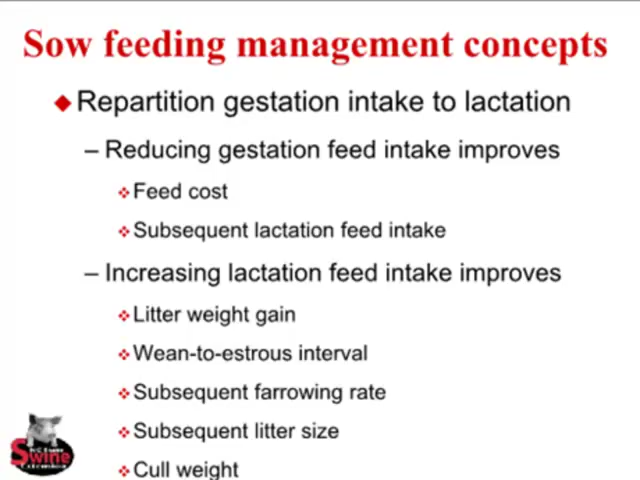 Sow feeding management concepts
Repartition gestation intake to lactation
– Reducing gestation feed intake improves
Feed cost
Subsequent lactation feed intake
– Increasing lactation feed intake improves
Litter weight gain
Wean-to-estrous interval
Subsequent farrowing rate
Subsequent litter size
Cull weight
Swine